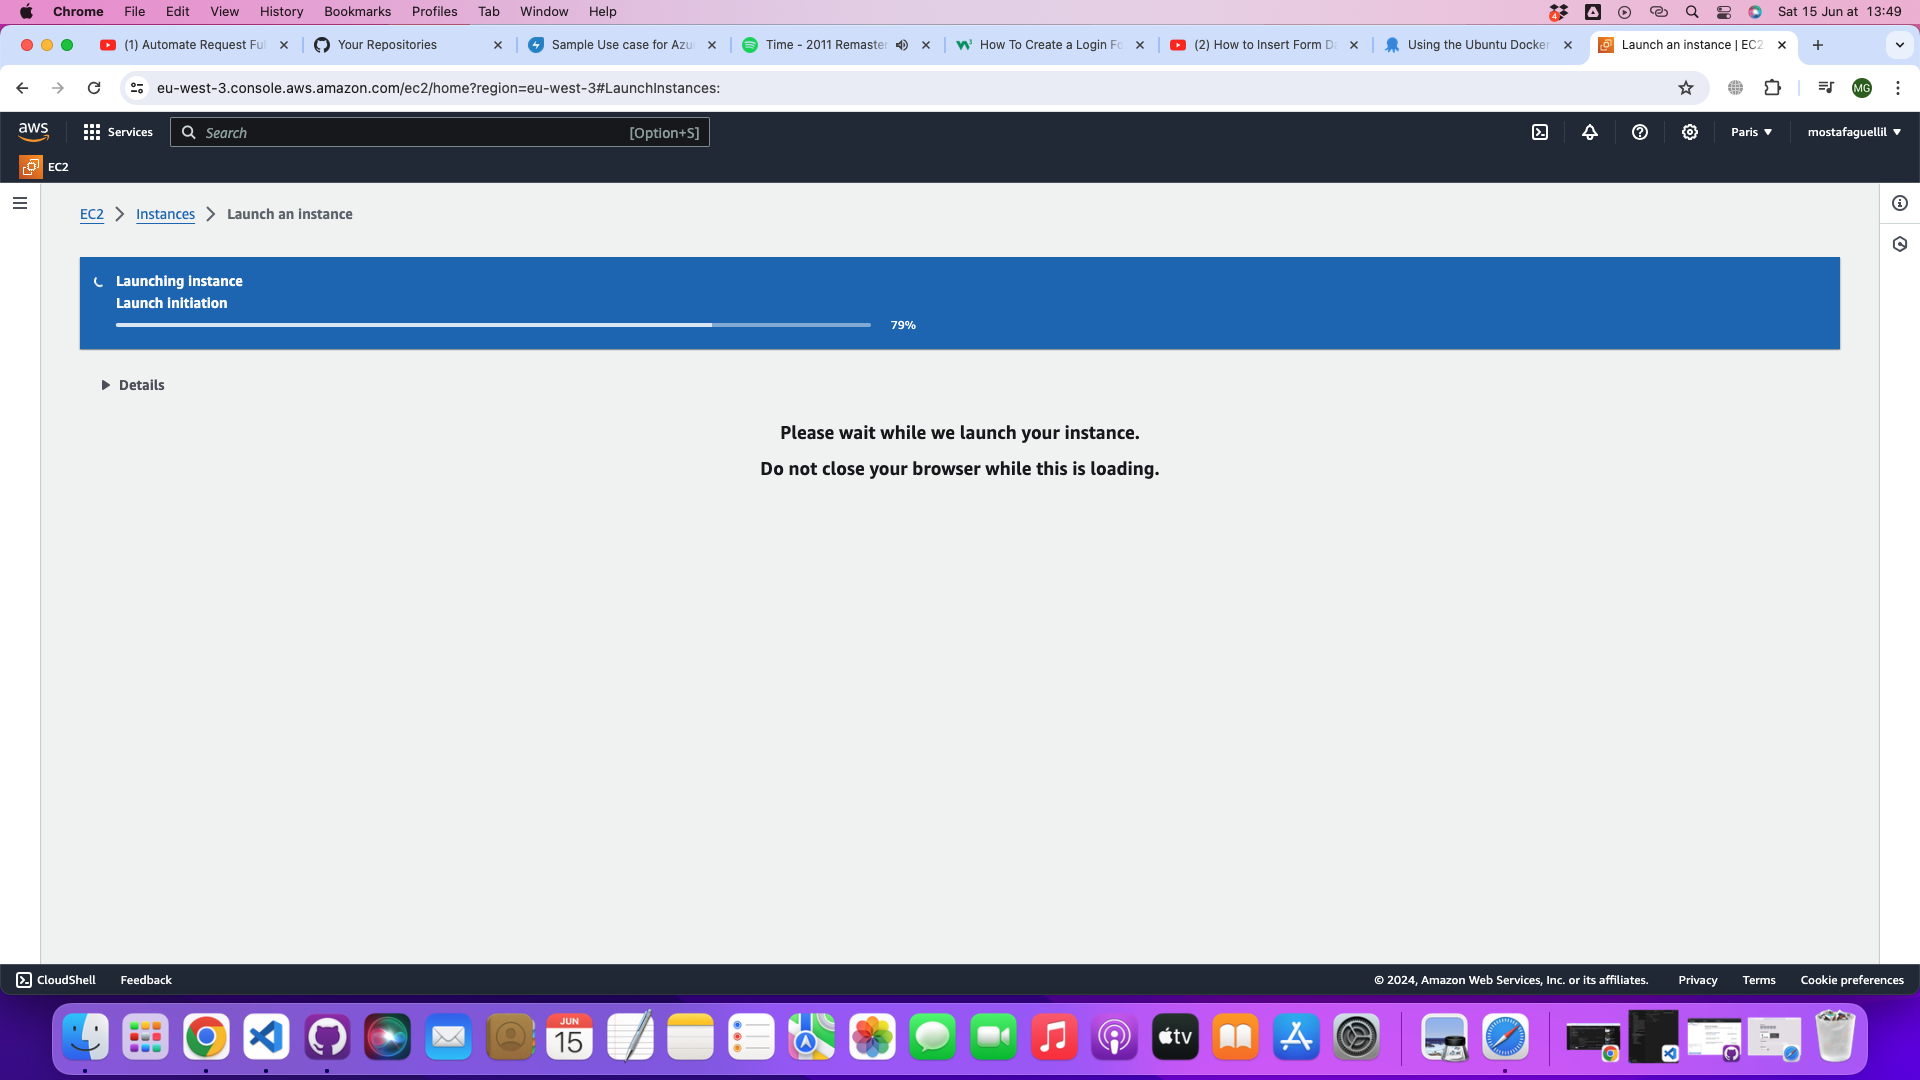 Chrome File Edit View History Bookmarks Profiles Tab Window Help
4
Sat 15 Jun at 13:49
(1) Automate Request Ful
Your Repositories
Sample Use case for Azu
Time - 2011 Remaster
How To Create a Login Fo
(2) How to Insert Form Da
Using the Ubuntu Docker
Launch an instance | EC2
eu-west-3.console.aws.amazon.com/ec2/home?region=eu-west-3#LaunchInstances:
MG
aws
Services
Search
[Option+S]
Paris
mostafaguellil
EC2
EC2
Instances
Launch an instance
Launching instance
Launch initiation
79%
Details
Please wait while we launch your instance.
Do not close your browser while this is loading.
CloudShell
Feedback
© 2024, Amazon Web Services, Inc. or its affiliates.
Privacy
Terms
Cookie preferences
JUN
15
tv